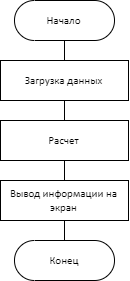 Начало
Загрузка данных
Расчет
Вывод информации на
экран
Конец